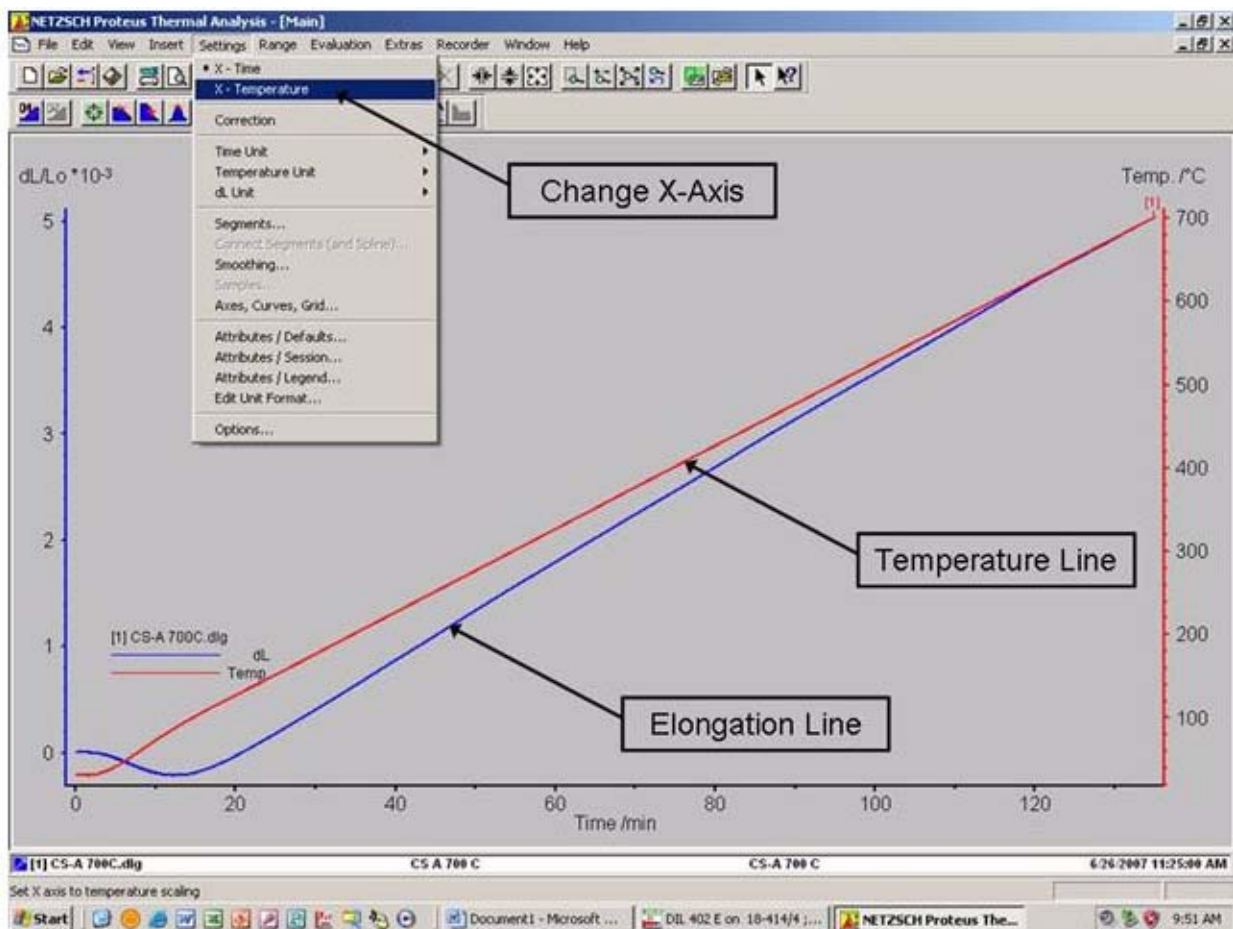 NETZSCH Proteus Thermal Analysis - [Main]
File Edit View Insert Settings Range Evaluation Extras Recorder Window Help
• X - Time
X - Temperature
Correction
Time Unit
Temperature Unit
dL Unit
Segments...
Connect Segments (and Spline)...
Smoothing...
Samples...
Axes, Curves, Grid...
Attributes / Defaults...
Attributes / Session...
Attributes / Legend...
Edit Unit Format...
Options...
Change X-Axis
dL/Lo *10-3
5
4
3
2
1
0
Temp. /°C
[1]
700
600
500
400
300
200
100
Temperature Line
Elongation Line
[1] CS-A 700C.dlg
dL
Temp
0 20 40 60 80 100 120
Time /min
[1] CS-A 700C.dlg CS A 700 C CS-A 700 C 6/26/2007 11:25:00 AM
Set X axis to temperature scaling
Start Document1 - Microsoft ... DIL 402 E on 18-414/4 ;... NETZSCH Proteus The... 9:51 AM